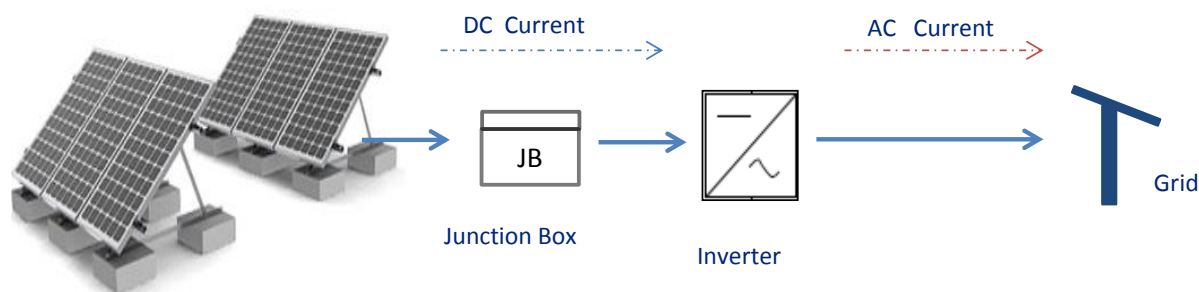 DC Current
AC Current
JB
Junction Box
Inverter
Grid